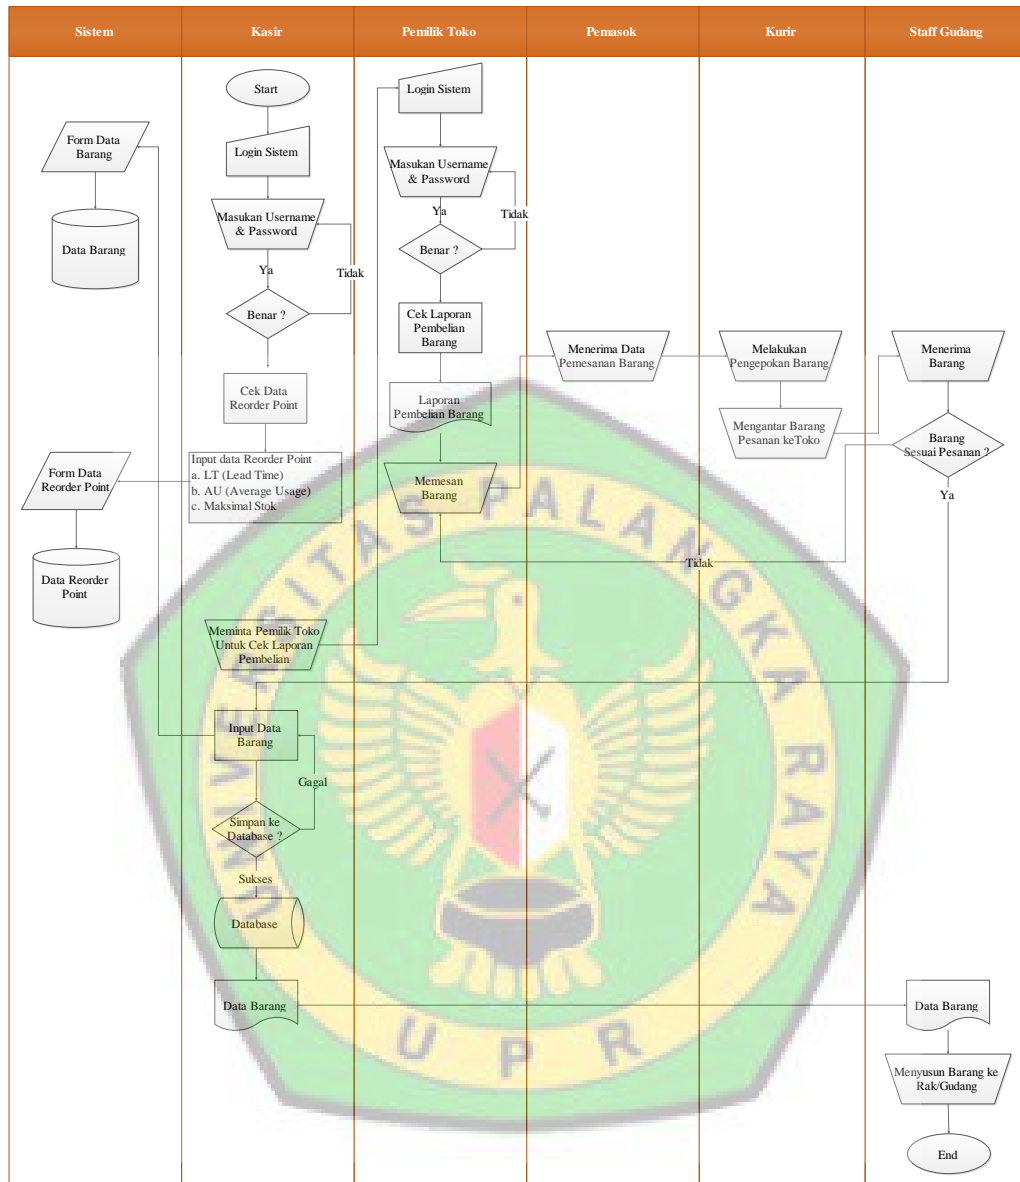 Sistem
Kasir
Pemilik Toko
Pemasok
Kurir
Staff Gudang
Form Data
Barang
Data Barang
Form Data
Reorder Point
Data Reorder
Point
Start
Login Sistem
Masukan Username
& Password
Ya
Tidak
Benar ?
Cek Data
Reorder Point
Input data Reorder Point
a. LT (Lead Time)
b. AU (Average Usage)
c. Maksimal Stok
Meminta Pemilik Toko
Untuk Cek Laporan
Pembelian
Input Data
Barang
Gagal
Simpan ke
Database ?
Sukses
Database
Data Barang
Login Sistem
Masukan Username
& Password
Ya
Tidak
Benar ?
Cek Laporan
Pembelian
Barang
Laporan
Pembelian Barang
Memesan
Barang
Menerima Data
Pemesanan Barang
Melakukan
Pengepokan Barang
Mengantar Barang
Pesanan keToko
Tidak
Menerima
Barang
Barang
Sesuai Pesanan ?
Ya
Data Barang
Menyusun Barang ke
Rak/Gudang
End
UNIVERSITAS PALANGKA RAYA
UPR